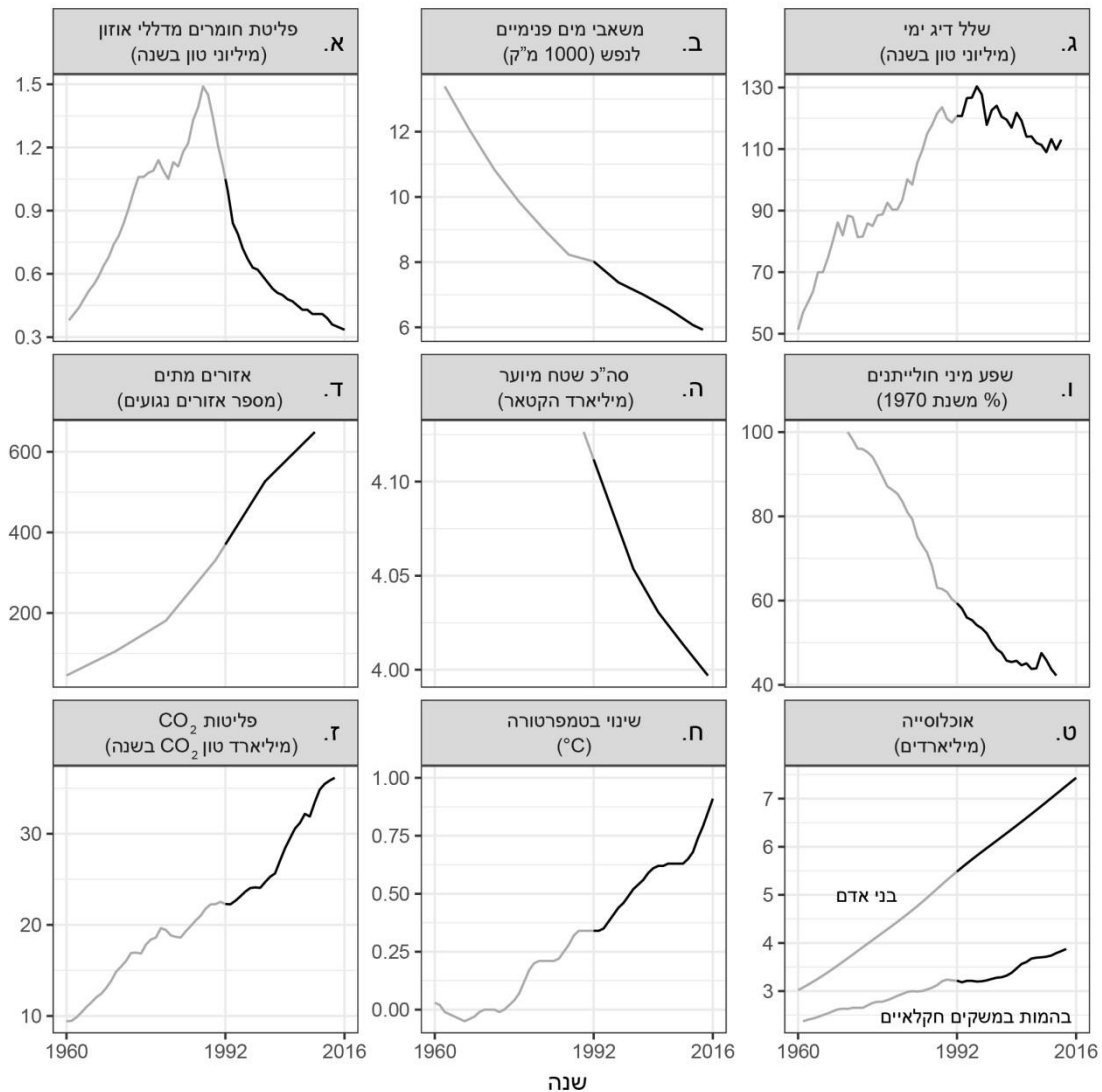 א. פליטת חומרים מדללי אוזון
(מיליוני טון בשנה)
1.5
1.2
0.9
0.6
0.3
ב. משאבי מים פנימיים
לנפש (1000 מ"ק)
12
10
8
6
ג. שלל דיג ימי
(מיליוני טון בשנה)
130
110
90
70
50
ד. אזורים מתים
(מספר אזורים נגועים)
600
400
200
ה. סה"כ שטח מיוער
(מיליארד הקטאר)
4.10
4.05
4.00
ו. שפע מיני חולייתנים
(% משנת 1970)
100
80
60
40
ז. פליטות CO₂
(מיליארד טון CO₂ בשנה)
30
20
10
1960 1992 2016
ח. שינוי בטמפרטורה
(°C)
1.00
0.75
0.50
0.25
0.00
1960 1992 2016
ט. אוכלוסייה
(מיליארדים)
7
6
5
4
3
בני אדם
בהמות במשקים חקלאיים
1960 1992 2016
שנה